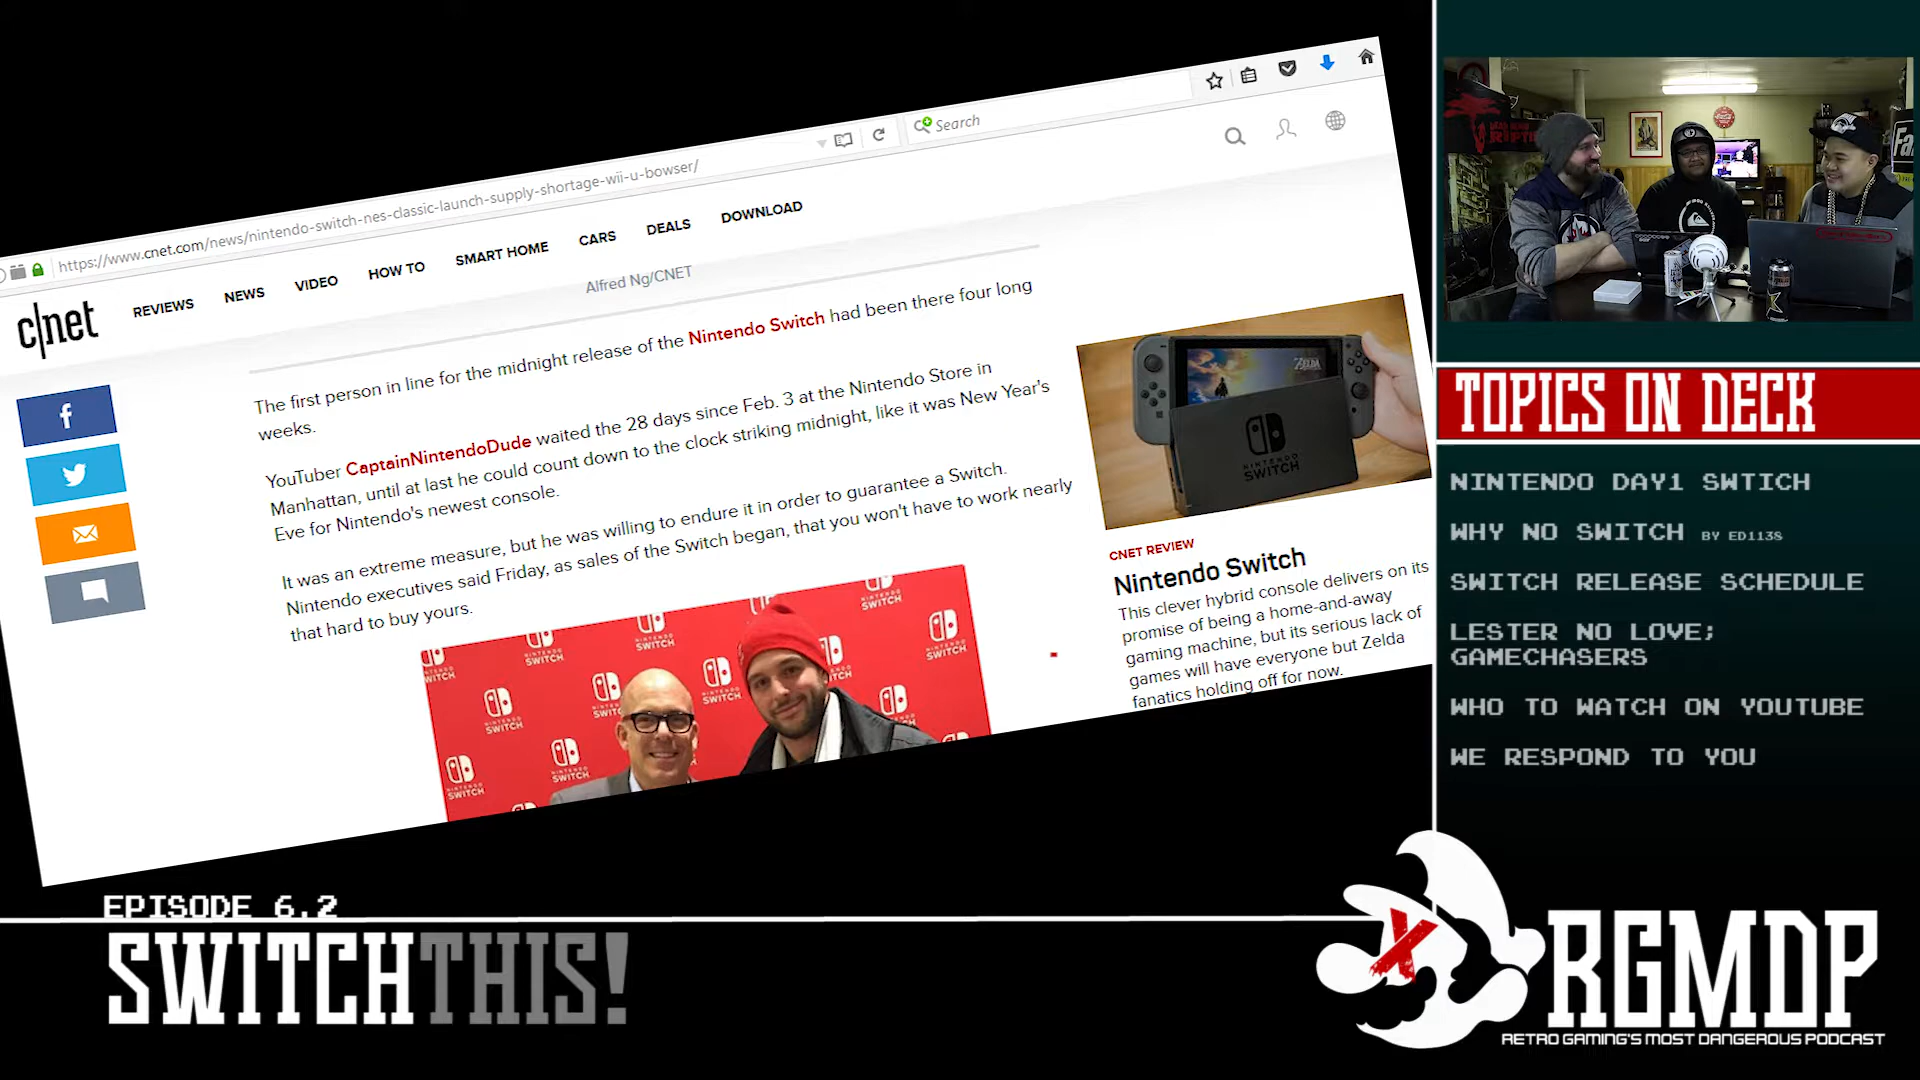 https://www.cnet.com/news/nintendo-switch-nes-classic-launch-supply-shortage-wii-u-bowser/
Search
c|net
REVIEWS
NEWS
VIDEO
HOW TO
SMART HOME
CARS
DEALS
DOWNLOAD
Alfred Ng/CNET
The first person in line for the midnight release of the Nintendo Switch had been there four long
weeks.
YouTuber CaptainNintendoDude waited the 28 days since Feb. 3 at the Nintendo Store in
Manhattan, until at last he could count down to the clock striking midnight, like it was New Year's
Eve for Nintendo's newest console.
It was an extreme measure, but he was willing to endure it in order to guarantee a Switch.
Nintendo executives said Friday, as sales of the Switch began, that you won't have to work nearly
that hard to buy yours.
NINTENDO
SWITCH
ZELDA
NINTENDO
SWITCH
CNET REVIEW
Nintendo Switch
This clever hybrid console delivers on its
promise of being a home-and-away
gaming machine, but its serious lack of
games will have everyone but Zelda
fanatics holding off for now.
TOPICS ON DECK
NINTENDO DAY1 SWTICH
WHY NO SWITCH BY ED1138
SWITCH RELEASE SCHEDULE
LESTER NO LOVE;
GAMECHASERS
WHO TO WATCH ON YOUTUBE
WE RESPOND TO YOU
EPISODE 6.2
SWITCHTHIS!
X
RGMDP
RETRO GAMING'S MOST DANGEROUS PODCAST